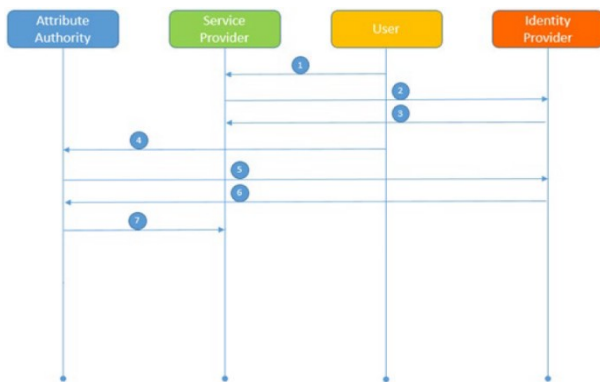 Attribute
Authority
Service
Provider
User
Identity
Provider
1
2
3
4
5
6
7